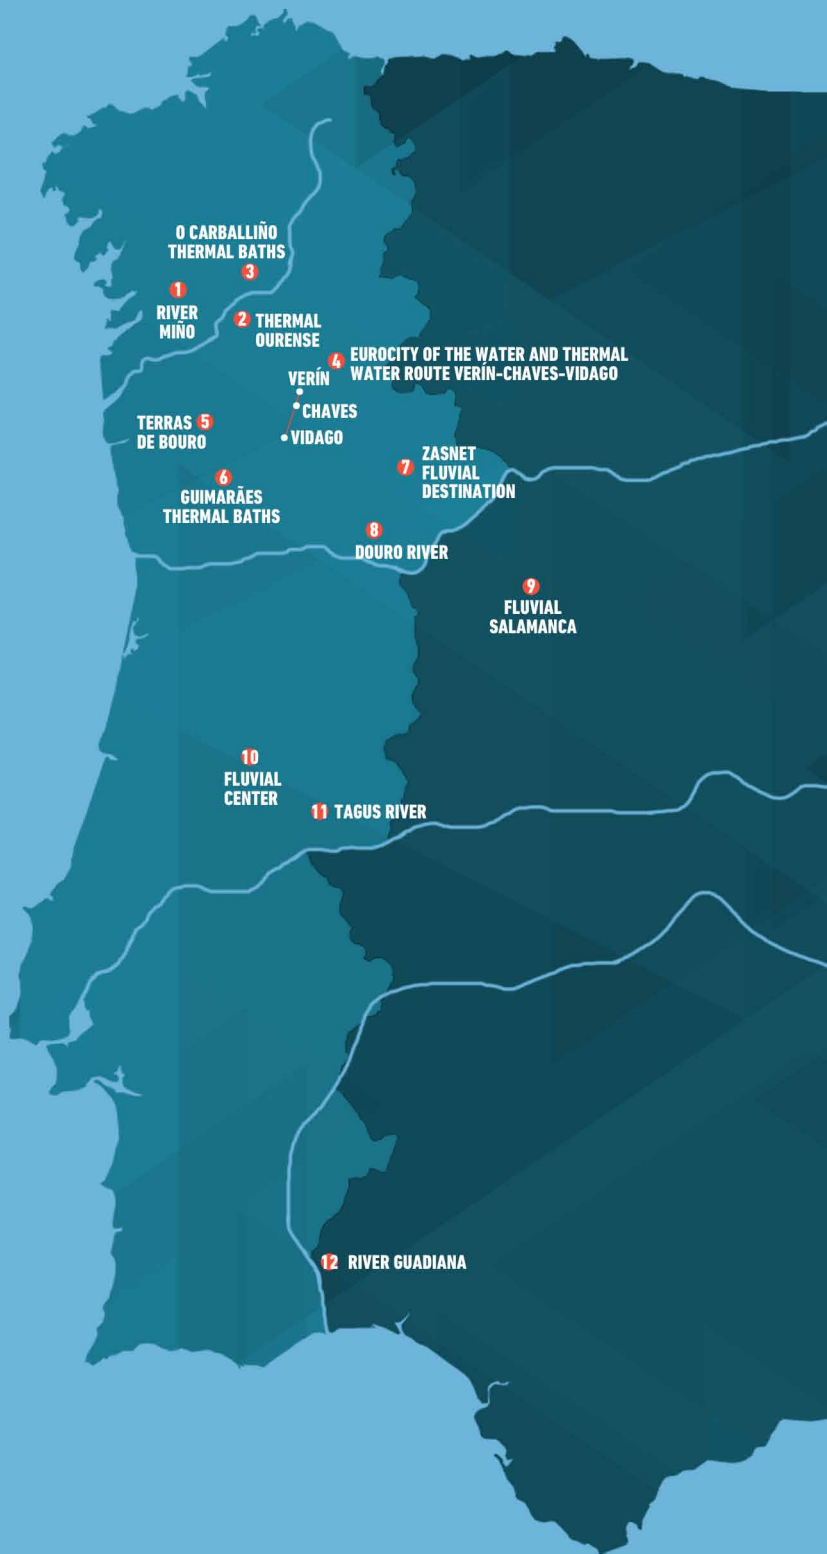 O CARBALLIÑO
THERMAL BATHS
3
1
RIVER
MIÑO
2 THERMAL
OURENSE
4 EUROCITY OF THE WATER AND THERMAL
WATER ROUTE VERÍN-CHAVES-VIDAGO
VERÍN
CHAVES
VIDAGO
TERRAS 5
DE BOURO
6
GUIMARÃES
THERMAL BATHS
7 ZASNET
FLUVIAL
DESTINATION
8
DOURO RIVER
9
FLUVIAL
SALAMANCA
10
FLUVIAL
CENTER
11 TAGUS RIVER
12 RIVER GUADIANA